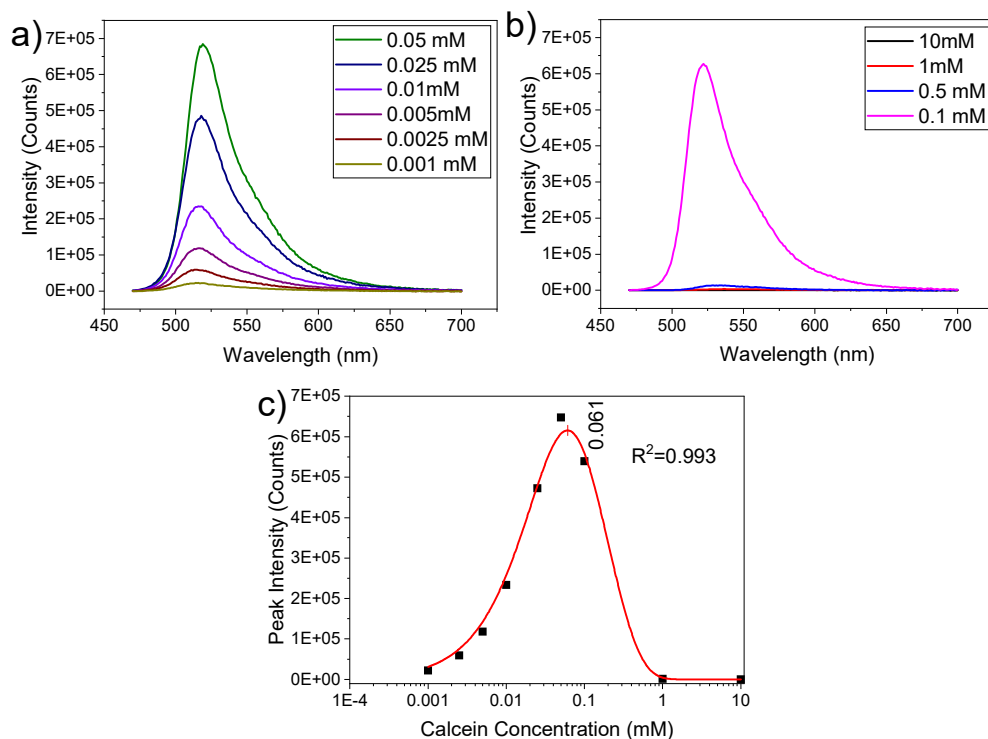 a)
7E+05
6E+05
5E+05
4E+05
3E+05
2E+05
1E+05
0E+00
Intensity (Counts)
450 500 550 600 650 700
Wavelength (nm)
0.05 mM
0.025 mM
0.01mM
0.005mM
0.0025 mM
0.001 mM
b)
7E+05
6E+05
5E+05
4E+05
3E+05
2E+05
1E+05
0E+00
Intensity (Counts)
450 500 550 600 650 700
Wavelength (nm)
10mM
1mM
0.5 mM
0.1 mM
c)
7E+05
6E+05
5E+05
4E+05
3E+05
2E+05
1E+05
0E+00
Peak Intensity (Counts)
0.061
R²=0.993
1E-4 0.001 0.01 0.1 1 10
Calcein Concentration (mM)